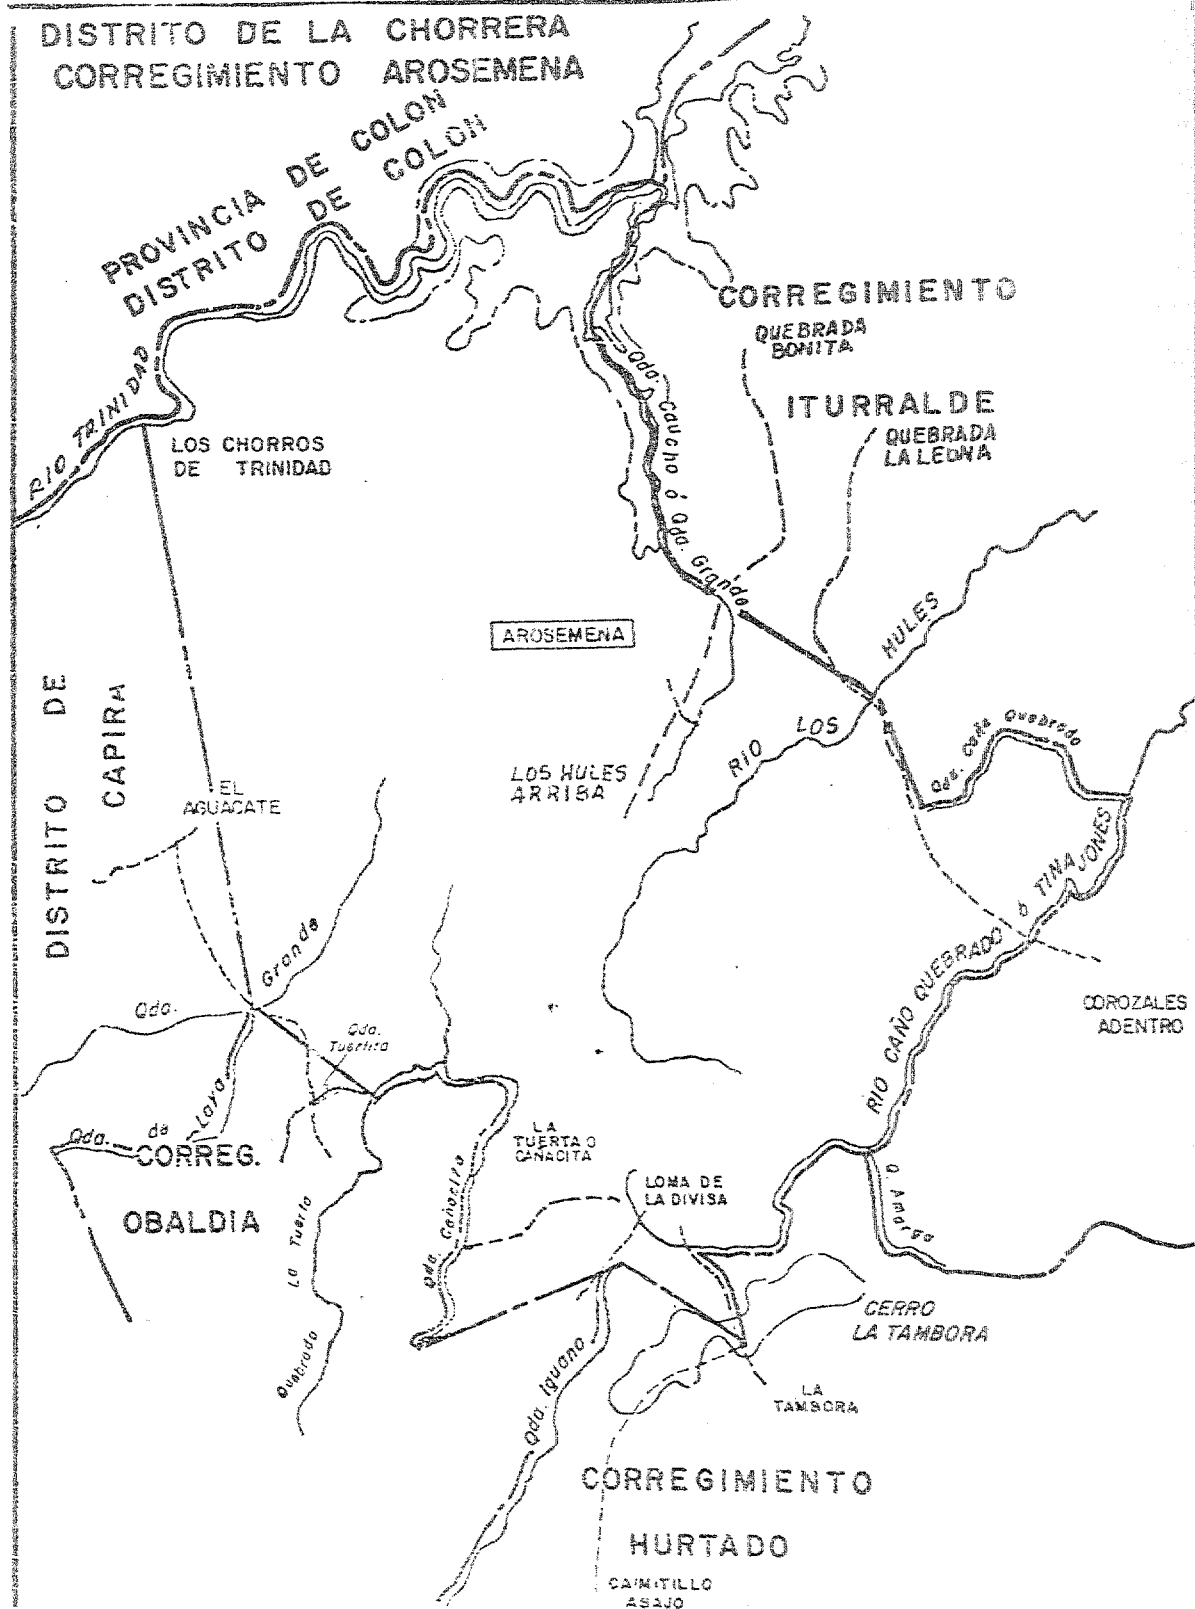 DISTRITO DE LA CHORRERA
CORREGIMIENTO AROSEMENA
PROVINCIA DE COLON
DISTRITO DE COLON
CORREGIMIENTO
QUEBRADA
BONITA
ITURRALDE
QUEBRADA
LA LEONA
RIO TRINIDAD
LOS CHORROS
DE TRINIDAD
Qda. Caucho ó Qda. Grande
AROSEMENA
HULES
LOS
RIO
Qda. Caño Quebrado
LOS HULES
ARRIBA
DISTRITO DE
CAPIRA
EL
AGUACATE
RIO CAÑO QUEBRADO ó TINAJONES
Qda. Grande
Qda.
Tuertita
COROZALES
ADENTRO
Qda. de Laya
CORREG.
OBALDIA
LA
TUERTA O
CAÑACITA
LOMA DE
LA DIVISA
Q. Amargo
Qda. Cañacita
Quebrada La Tuerta
CERRO
LA TAMBORA
Qda. Iguano
LA
TAMBORA
CORREGIMIENTO
HURTADO
CAIMITILLO
ABAJO